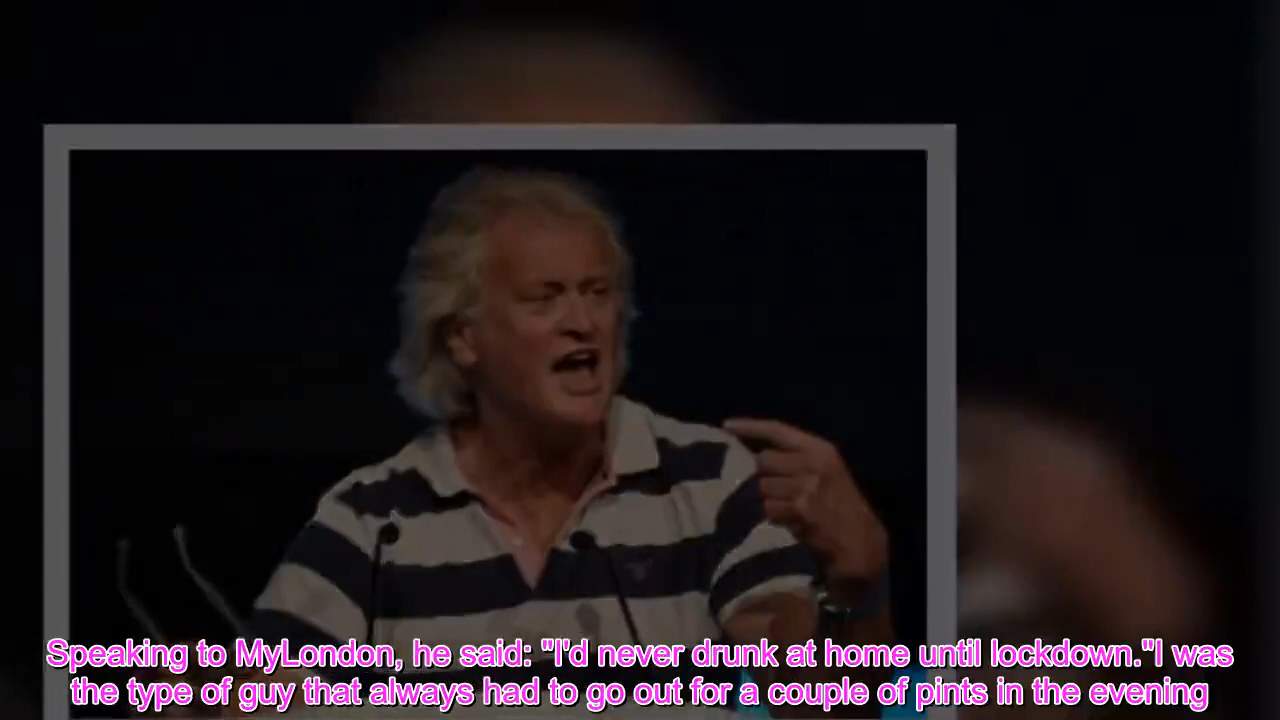 Speaking to MyLondon, he said: "I'd never drunk at home until lockdown."I was
the type of guy that always had to go out for a couple of pints in the evening